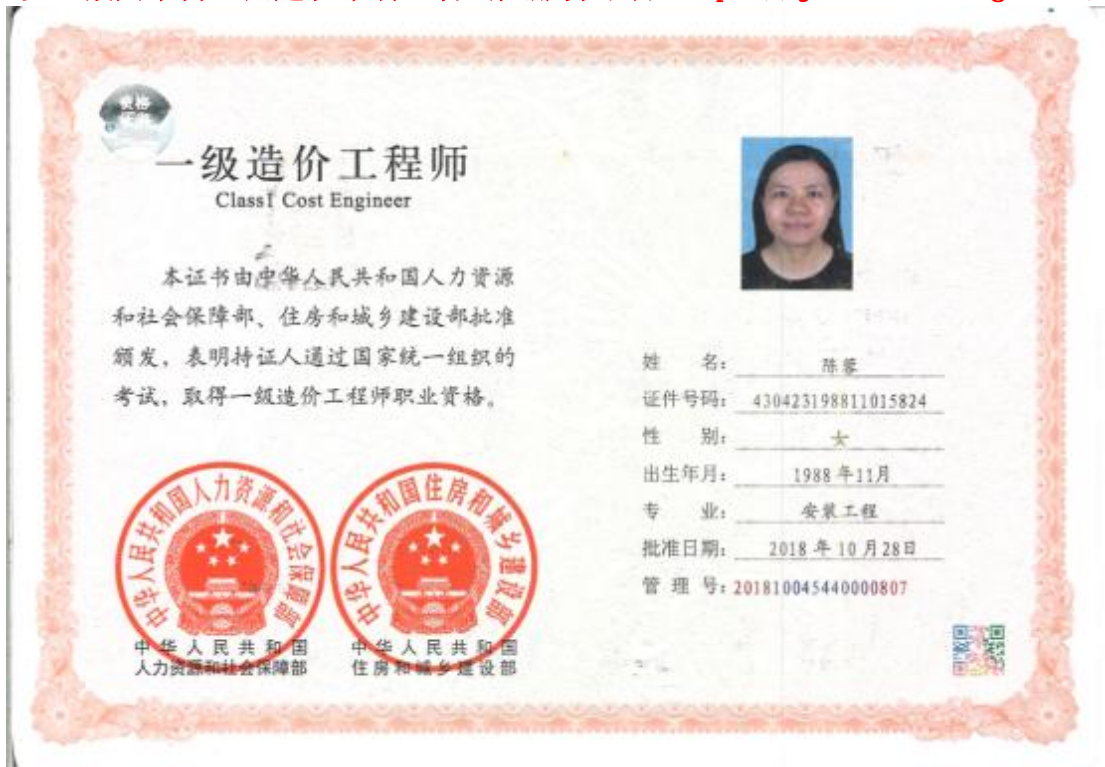 一级造价工程师
Class I Cost Engineer
本证书由中华人民共和国人力资源
和社会保障部、住房和城乡建设部批准
颁发，表明持证人通过国家统一组织的
考试，取得一级造价工程师职业资格。
中华人民共和国人力资源和社会保障部
中华人民共和国住房和城乡建设部
中华人民共和国
人力资源和社会保障部
中华人民共和国
住房和城乡建设部
姓 名： 陈蓉
证件号码： 430423198811015824
性 别： 女
出生年月： 1988年11月
专 业： 安装工程
批准日期： 2018年10月28日
管 理 号：201810045440000807